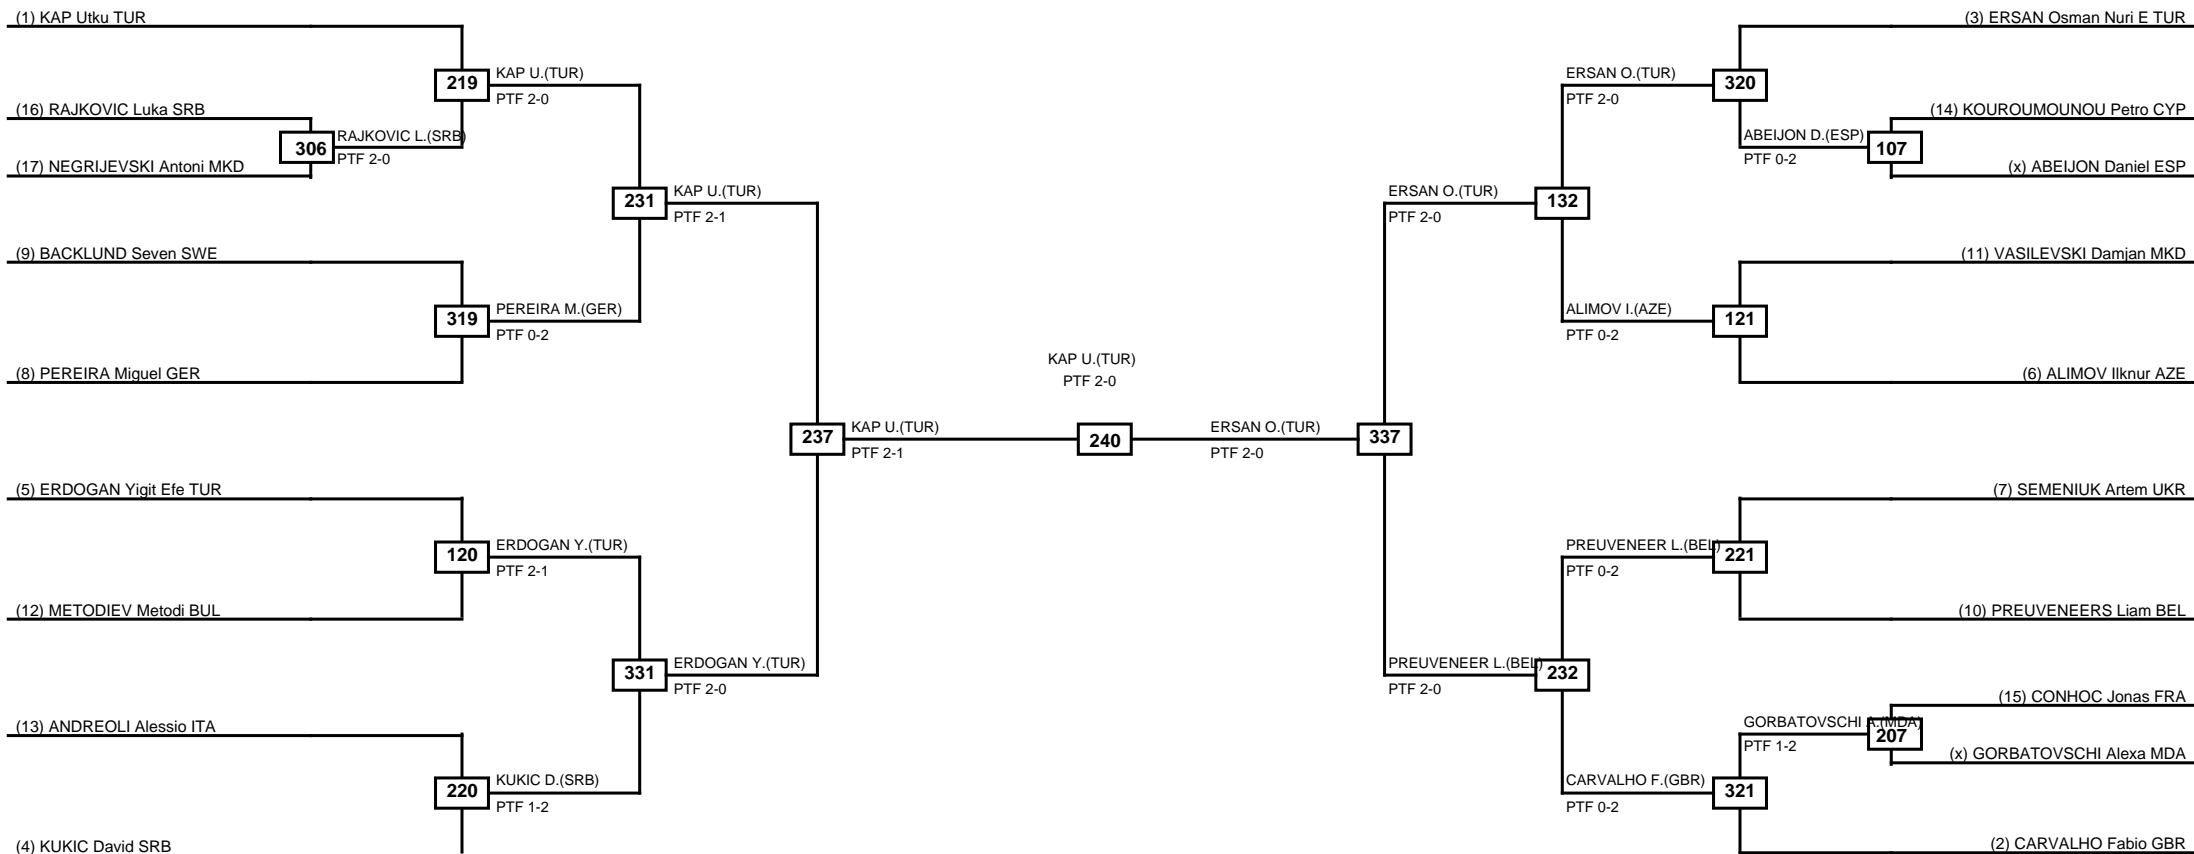 (1) KAP Utku TUR
(16) RAJKOVIC Luka SRB
(17) NEGRIJEVSKI Antoni MKD
(9) BACKLUND Seven SWE
(8) PEREIRA Miguel GER
(5) ERDOGAN Yigit Efe TUR
(12) METODIEV Metodi BUL
(13) ANDREOLI Alessio ITA
(4) KUKIC David SRB
306
RAJKOVIC L.(SRB)
PTF 2-0
219
KAP U.(TUR)
PTF 2-0
319
PEREIRA M.(GER)
PTF 0-2
120
ERDOGAN Y.(TUR)
PTF 2-1
220
KUKIC D.(SRB)
PTF 1-2
231
KAP U.(TUR)
PTF 2-1
331
ERDOGAN Y.(TUR)
PTF 2-0
237
KAP U.(TUR)
PTF 2-1
KAP U.(TUR)
PTF 2-0
240
ERSAN O.(TUR)
PTF 2-0
337
ERSAN O.(TUR)
PTF 2-0
132
PREUVENEER L.(BEL)
PTF 2-0
232
ERSAN O.(TUR)
PTF 2-0
320
ALIMOV I.(AZE)
PTF 0-2
121
PREUVENEER L.(BEL)
PTF 0-2
221
CARVALHO F.(GBR)
PTF 0-2
321
ABEIJON D.(ESP)
PTF 0-2
107
GORBATOVSCHI A.(MDA)
PTF 1-2
207
(3) ERSAN Osman Nuri E TUR
(14) KOUROUMOUNOU Petro CYP
(x) ABEIJON Daniel ESP
(11) VASILEVSKI Damjan MKD
(6) ALIMOV Ilknur AZE
(7) SEMENIUK Artem UKR
(10) PREUVENEERS Liam BEL
(15) CONHOC Jonas FRA
(x) GORBATOVSCHI Alexa MDA
(2) CARVALHO Fabio GBR